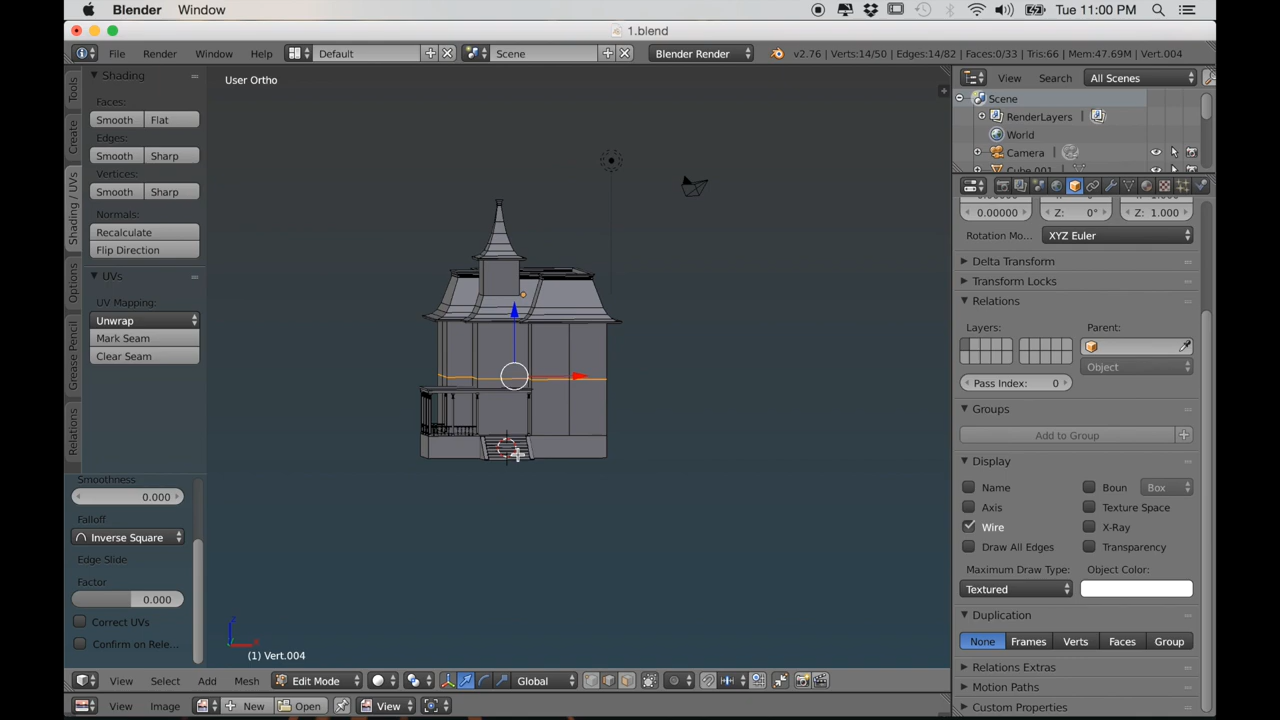 Blender Window Tue 11:00 PM
1.blend
File Render Window Help Default Scene Blender Render v2.76 | Verts:14/50 | Edges:14/82 | Faces:0/33 | Tris:66 | Mem:47.69M | Vert.004
Shading
Faces:
Smooth Flat
Edges:
Smooth Sharp
Vertices:
Smooth Sharp
Normals:
Recalculate
Flip Direction
UVs
UV Mapping:
Unwrap
Mark Seam
Clear Seam
Smoothness
0.000
Falloff
Inverse Square
Edge Slide
Factor
0.000
Correct UVs
Confirm on Rele...
Tools
Create
Shading / UVs
Options
Grease Pencil
Relations
User Ortho
(1) Vert.004
View Select Add Mesh Edit Mode Global
View Image New Open View
View Search All Scenes
Scene
RenderLayers
World
Camera
Cube.001
0.00000 Z: 0° Z: 1.000
Rotation Mo... XYZ Euler
Delta Transform
Transform Locks
Relations
Layers: Parent:
Object
Pass Index: 0
Groups
Add to Group
Display
Name Boun Box
Axis Texture Space
Wire X-Ray
Draw All Edges Transparency
Maximum Draw Type: Object Color:
Textured
Duplication
None Frames Verts Faces Group
Relations Extras
Motion Paths
Custom Properties